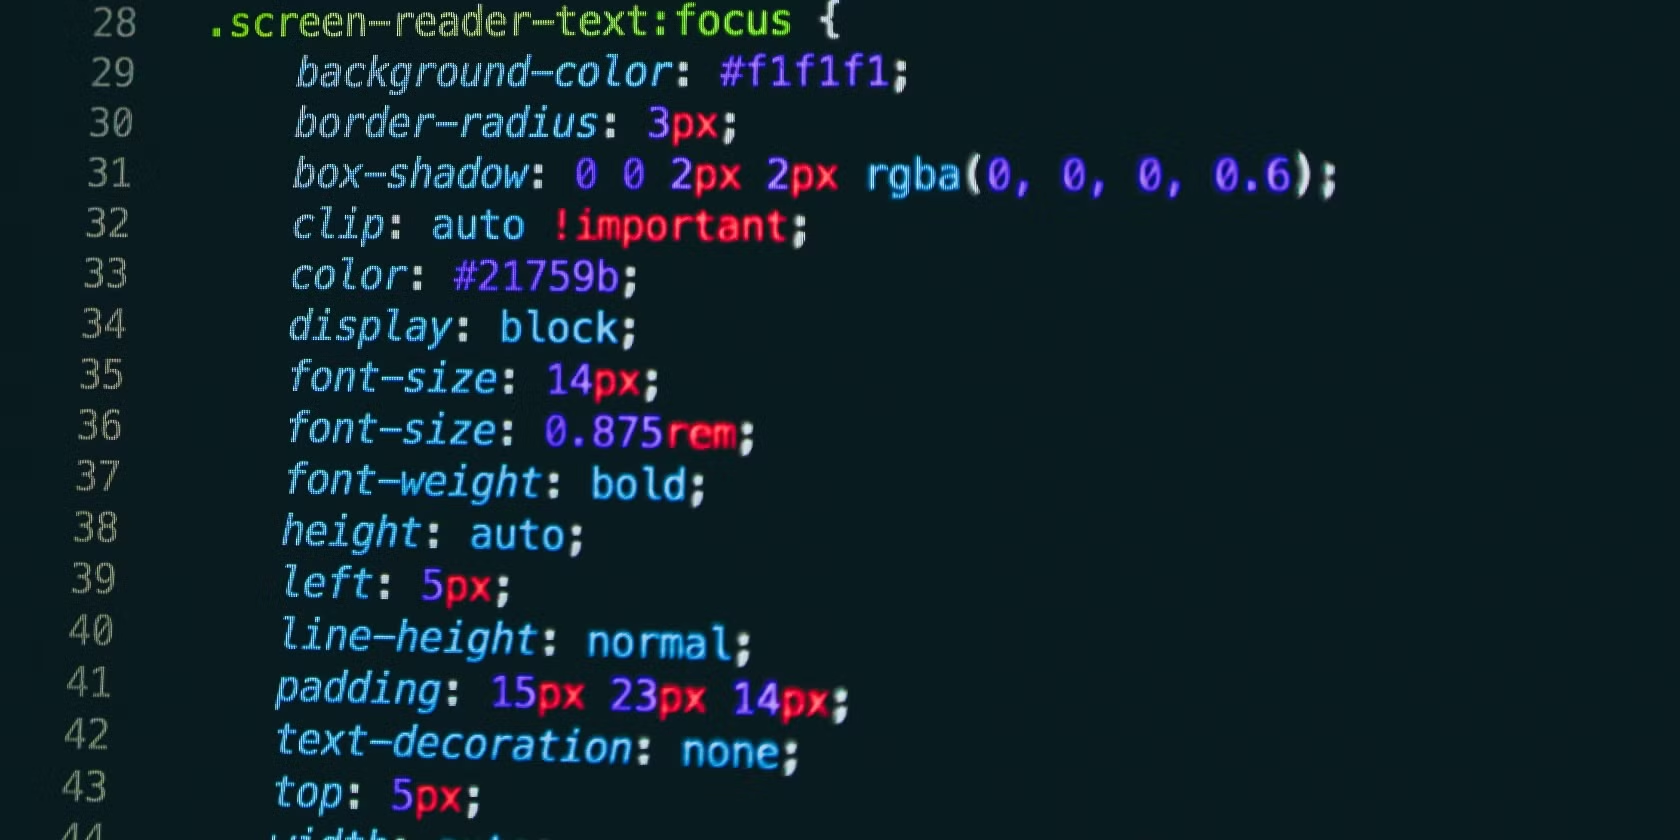 28 .screen-reader-text:focus {
29 background-color: #f1f1f1;
30 border-radius: 3px;
31 box-shadow: 0 0 2px 2px rgba(0, 0, 0, 0.6);
32 clip: auto !important;
33 color: #21759b;
34 display: block;
35 font-size: 14px;
36 font-size: 0.875rem;
37 font-weight: bold;
38 height: auto;
39 left: 5px;
40 line-height: normal;
41 padding: 15px 23px 14px;
42 text-decoration: none;
43 top: 5px;
44